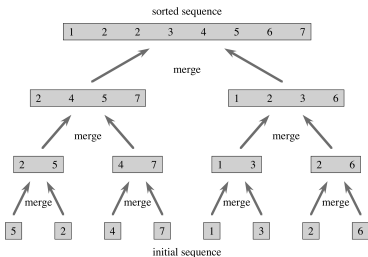 sorted sequence
1 2 2 3 4 5 6 7
merge
2 4 5 7 1 2 3 6
merge merge
2 5 4 7 1 3 2 6
merge merge merge merge
5 2 4 7 1 3 2 6
initial sequence